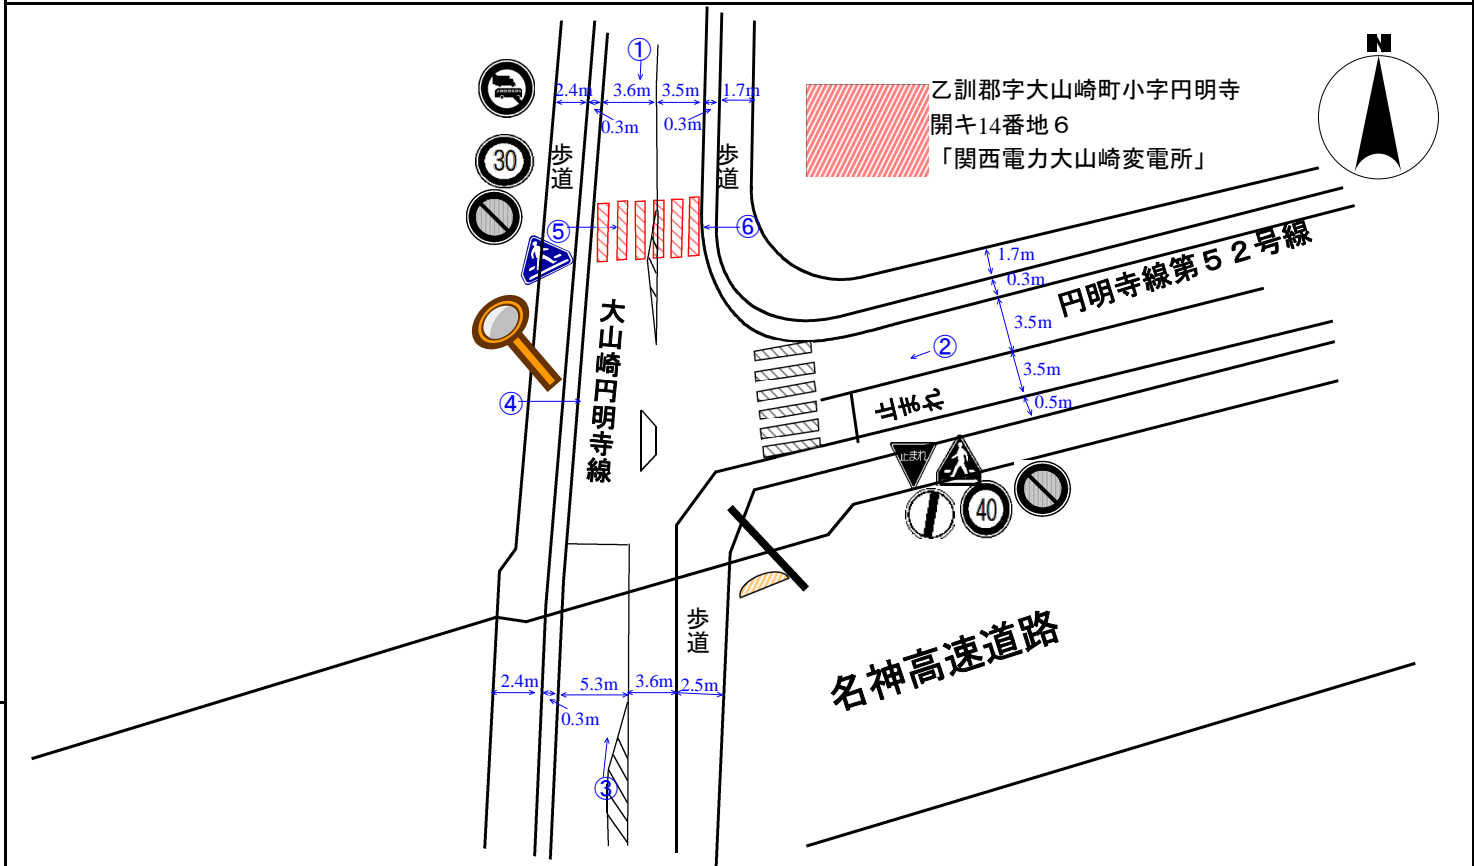 N
①
2.4m 3.6m 3.5m 1.7m
0.3m 0.3m
乙訓郡字大山崎町小字円明寺
開キ14番地６
「関西電力大山崎変電所」
30
歩道
歩道
⑤
⑥
1.7m
0.3m
3.5m
3.5m
0.5m
円明寺線第５２号線
大山崎円明寺線
②
④
止まれ
止まれ
40
歩道
名神高速道路
2.4m 5.3m 3.6m 2.5m
0.3m
③